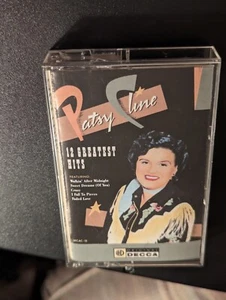 Patsy Cline
12 GREATEST
HITS
FEATURING:
Walkin' After Midnight
Sweet Dreams (Of You)
Crazy
I Fall To Pieces
Faded Love
DECCA